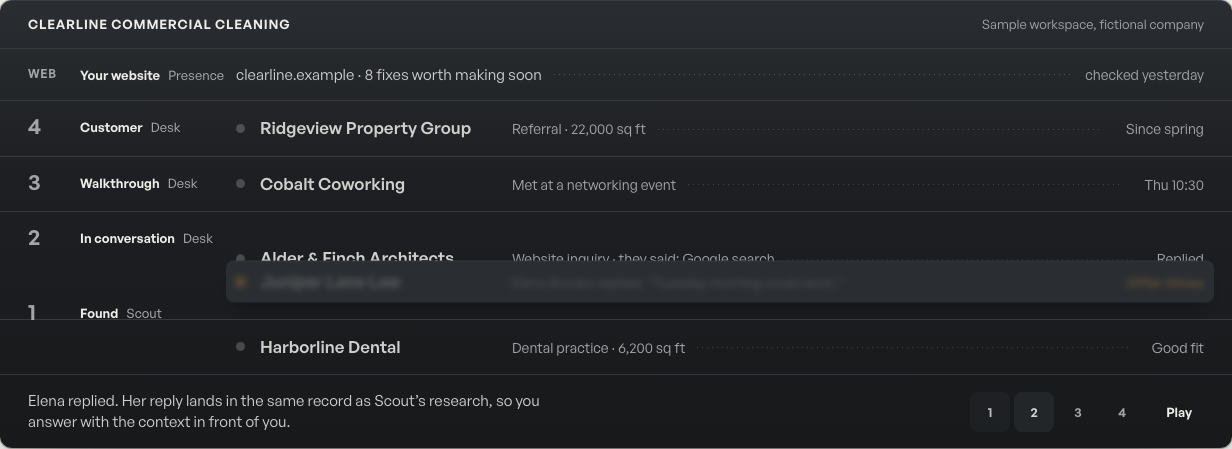 CLEARLINE COMMERCIAL CLEANING Sample workspace, fictional company
WEB Your website Presence clearline.example · 8 fixes worth making soon checked yesterday
4 Customer Desk Ridgeview Property Group Referral · 22,000 sq ft Since spring
3 Walkthrough Desk Cobalt Coworking Met at a networking event Thu 10:30
2 In conversation Desk
Alder & Finch Architects Website inquiry · they said: Google search Replied
1 Found Scout
Harborline Dental Dental practice · 6,200 sq ft Good fit
Elena replied. Her reply lands in the same record as Scout’s research, so you
answer with the context in front of you.
1 2 3 4 Play